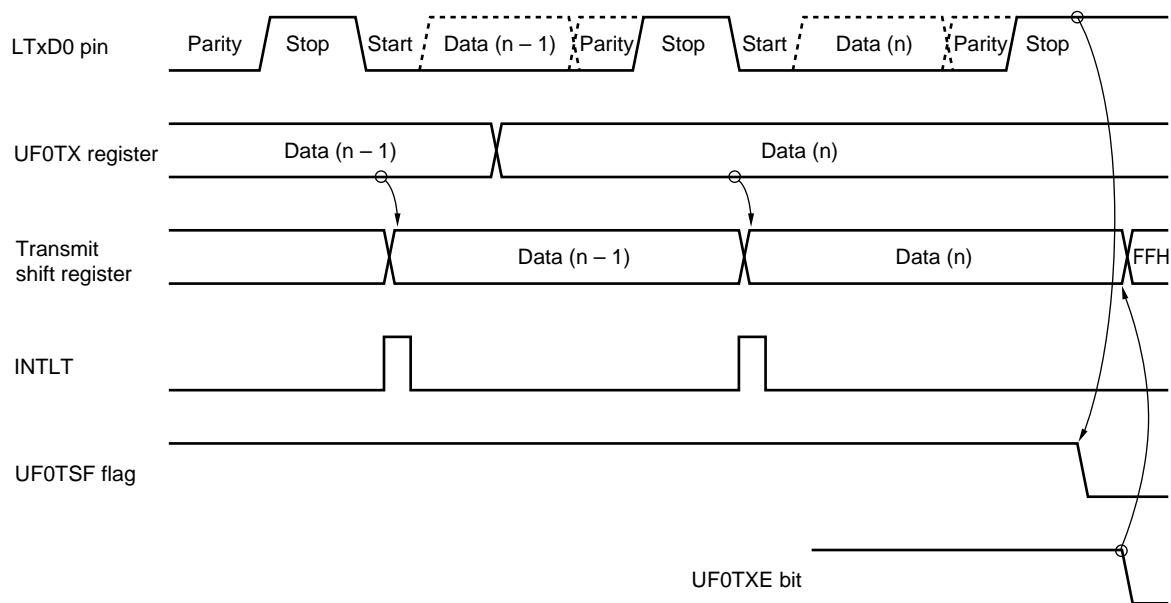 LTxD0 pin
Parity Stop Start Data (n – 1) Parity Stop Start Data (n) Parity Stop
UF0TX register
Data (n – 1) Data (n)
Transmit
shift register
Data (n – 1) Data (n) FFH
INTLT
UF0TSF flag
UF0TXE bit